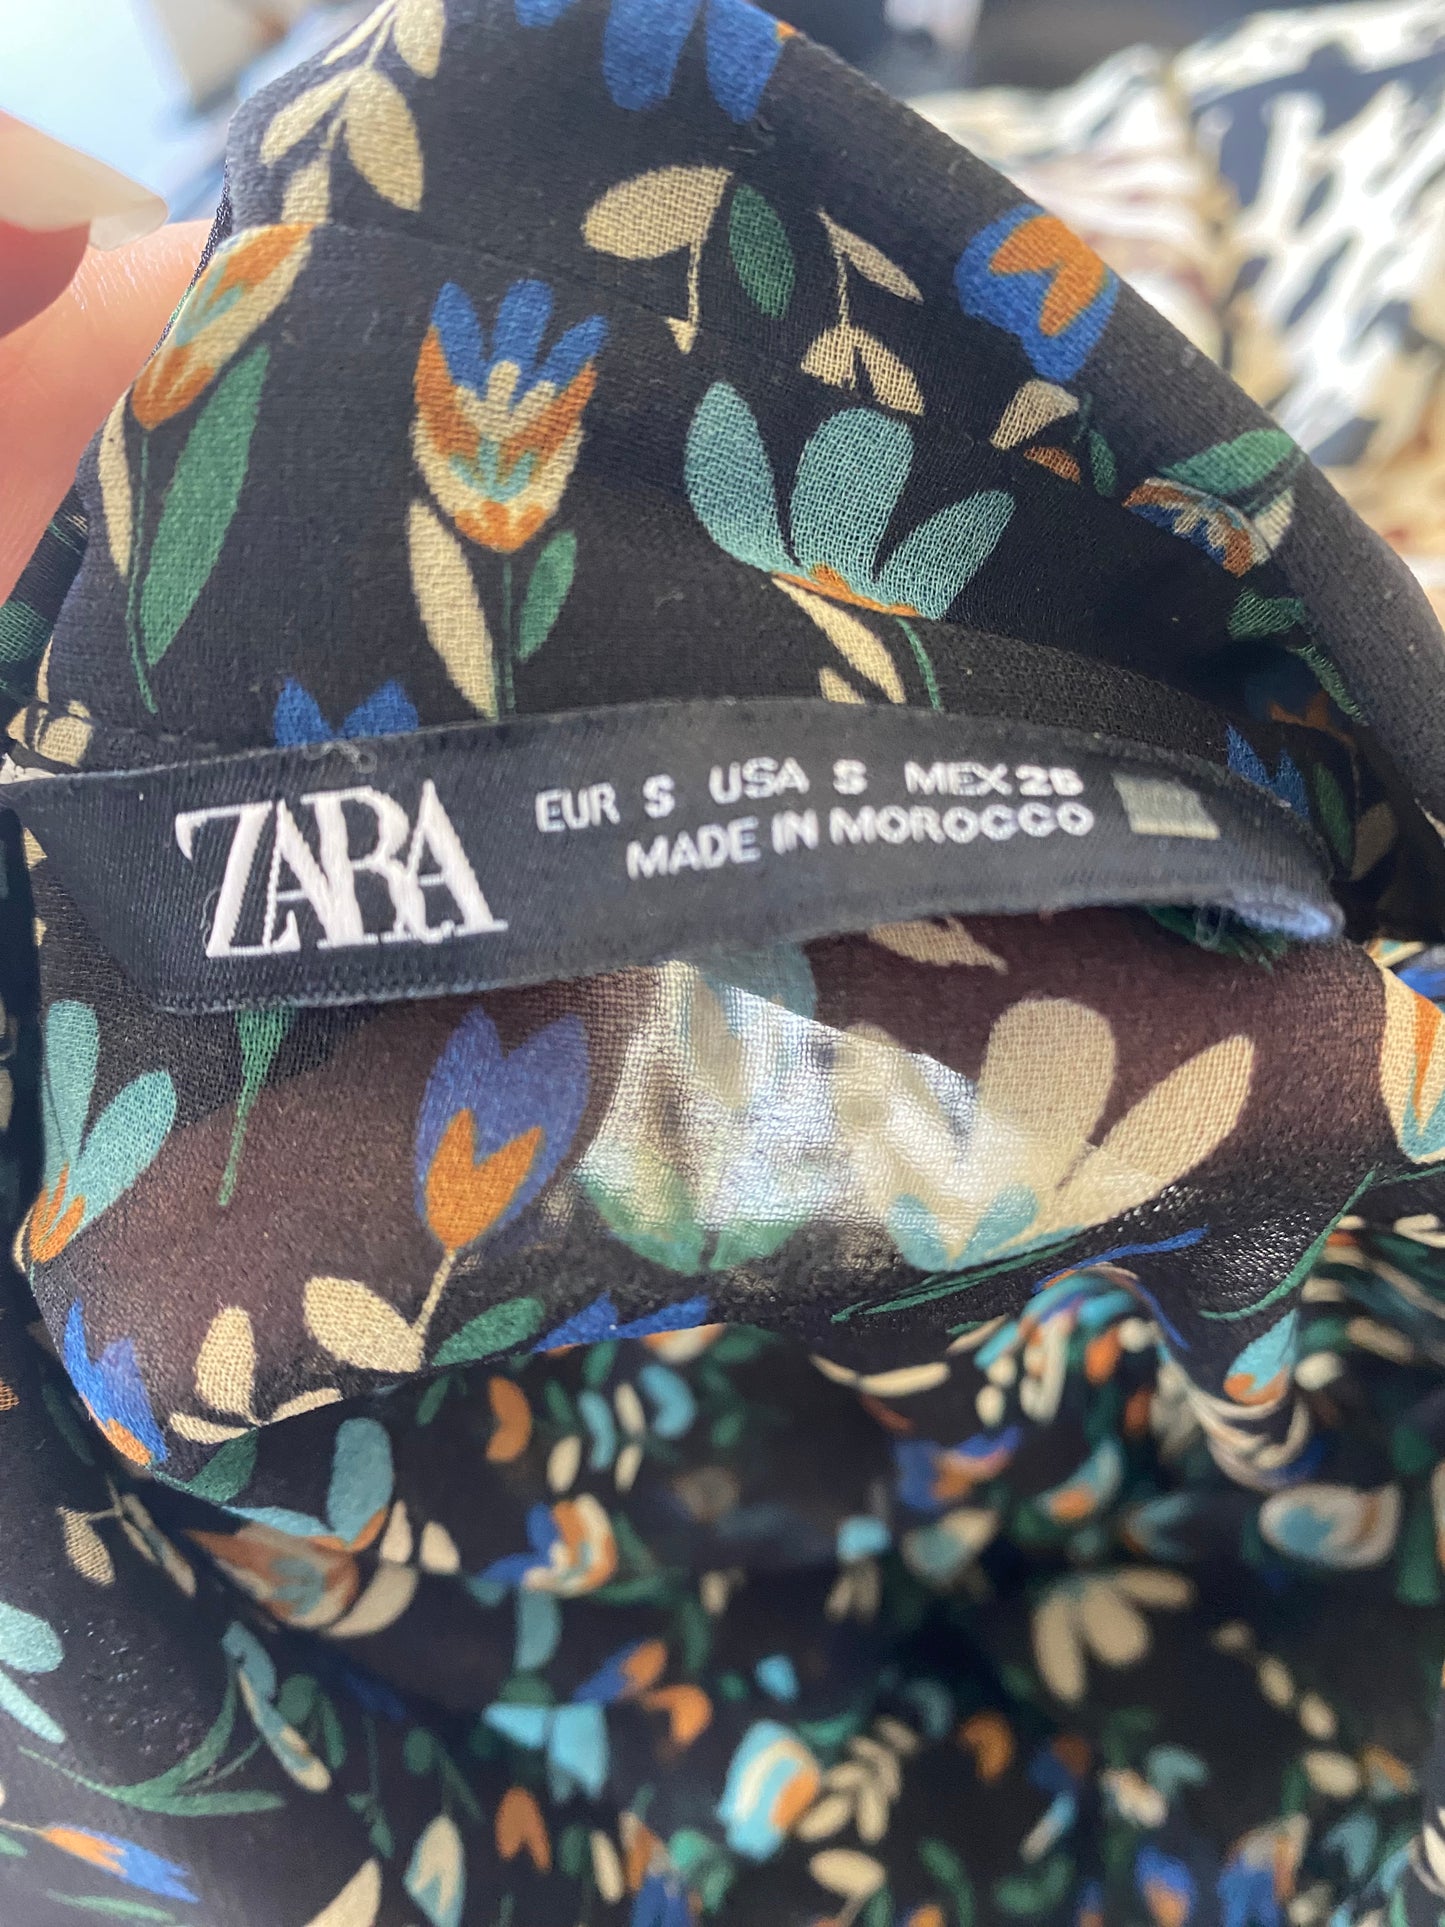 ZARA
EUR S USA S MEX 26
MADE IN MOROCCO